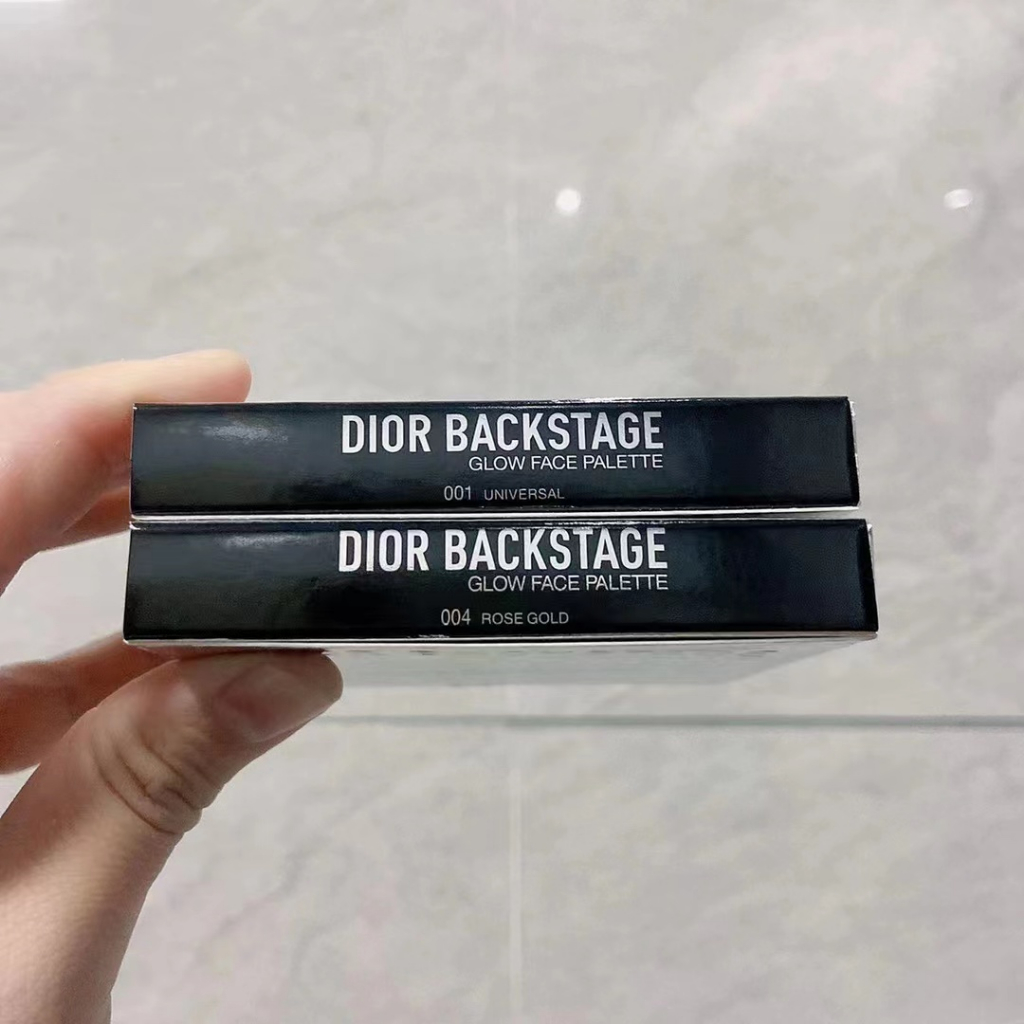 DIOR BACKSTAGE
GLOW FACE PALETTE
001 UNIVERSAL
DIOR BACKSTAGE
GLOW FACE PALETTE
004 ROSE GOLD